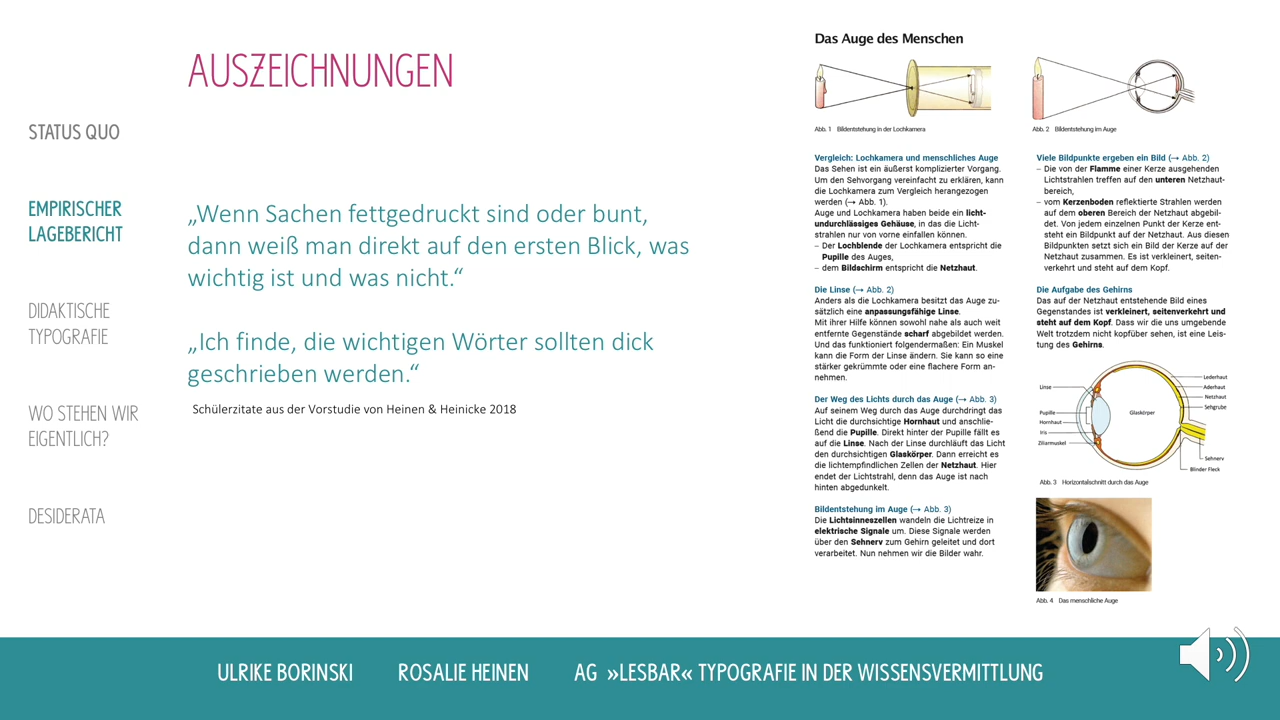 AUSZEICHNUNGEN
STATUS QUO
EMPIRISCHER
LAGEBERICHT
DIDAKTISCHE
TYPOGRAFIE
WO STEHEN WIR
EIGENTLICH?
DESIDERATA
„Wenn Sachen fettgedruckt sind oder bunt,
dann weiß man direkt auf den ersten Blick, was
wichtig ist und was nicht.“
„Ich finde, die wichtigen Wörter sollten dick
geschrieben werden.“
Schülerzitate aus der Vorstudie von Heinen & Heinicke 2018
Das Auge des Menschen
Abb. 1 Bildentstehung in der Lochkamera
Abb. 2 Bildentstehung im Auge
Vergleich: Lochkamera und menschliches Auge
Das Sehen ist ein äußerst komplizierter Vorgang.
Um den Sehvorgang vereinfacht zu erklären, kann
die Lochkamera zum Vergleich herangezogen
werden (→ Abb. 1).
Auge und Lochkamera haben beide ein licht-
undurchlässiges Gehäuse, in das die Licht-
strahlen nur von vorne einfallen können.
– Der Lochblende der Lochkamera entspricht die
Pupille des Auges,
– dem Bildschirm entspricht die Netzhaut.
Die Linse (→ Abb. 2)
Anders als die Lochkamera besitzt das Auge zu-
sätzlich eine anpassungsfähige Linse.
Mit ihrer Hilfe können sowohl nahe als auch weit
entfernte Gegenstände scharf abgebildet werden.
Und das funktioniert folgendermaßen: Ein Muskel
kann die Form der Linse ändern. Sie kann so eine
stärker gekrümmte oder eine flachere Form an-
nehmen.
Der Weg des Lichts durch das Auge (→ Abb. 3)
Auf seinem Weg durch das Auge durchdringt das
Licht die durchsichtige Hornhaut und anschlie-
ßend die Pupille. Direkt hinter der Pupille fällt es
auf die Linse. Nach der Linse durchläuft das Licht
den durchsichtigen Glaskörper. Dann erreicht es
die lichtempfindlichen Zellen der Netzhaut. Hier
endet der Lichtstrahl, denn das Auge ist nach
hinten abgedunkelt.
Bildentstehung im Auge (→ Abb. 3)
Die Lichtsinneszellen wandeln die Lichtreize in
elektrische Signale um. Diese Signale werden
über den Sehnerv zum Gehirn geleitet und dort
verarbeitet. Nun nehmen wir die Bilder wahr.
Viele Bildpunkte ergeben ein Bild (→ Abb. 2)
– Die von der Flamme einer Kerze ausgehenden
Lichtstrahlen treffen auf den unteren Netzhaut-
bereich,
– vom Kerzenboden reflektierte Strahlen werden
auf dem oberen Bereich der Netzhaut abgebil-
det. Von jedem einzelnen Punkt der Kerze ent-
steht ein Bildpunkt auf der Netzhaut. Aus diesen
Bildpunkten setzt sich ein Bild der Kerze auf der
Netzhaut zusammen. Es ist verkleinert, seiten-
verkehrt und steht auf dem Kopf.
Die Aufgabe des Gehirns
Das auf der Netzhaut entstehende Bild eines
Gegenstandes ist verkleinert, seitenverkehrt und
steht auf dem Kopf. Dass wir die uns umgebende
Welt trotzdem nicht kopfüber sehen, ist eine Leis-
tung des Gehirns.
Linse
Pupille
Hornhaut
Iris
Ziliarmuskel
Glaskörper
Lederhaut
Aderhaut
Netzhaut
Sehgrube
Sehnerv
Blinder Fleck
Abb. 3 Horizontalschnitt durch das Auge
Abb. 4 Das menschliche Auge
ULRIKE BORINSKI ROSALIE HEINEN AG »LESBAR« TYPOGRAFIE IN DER WISSENSVERMITTLUNG